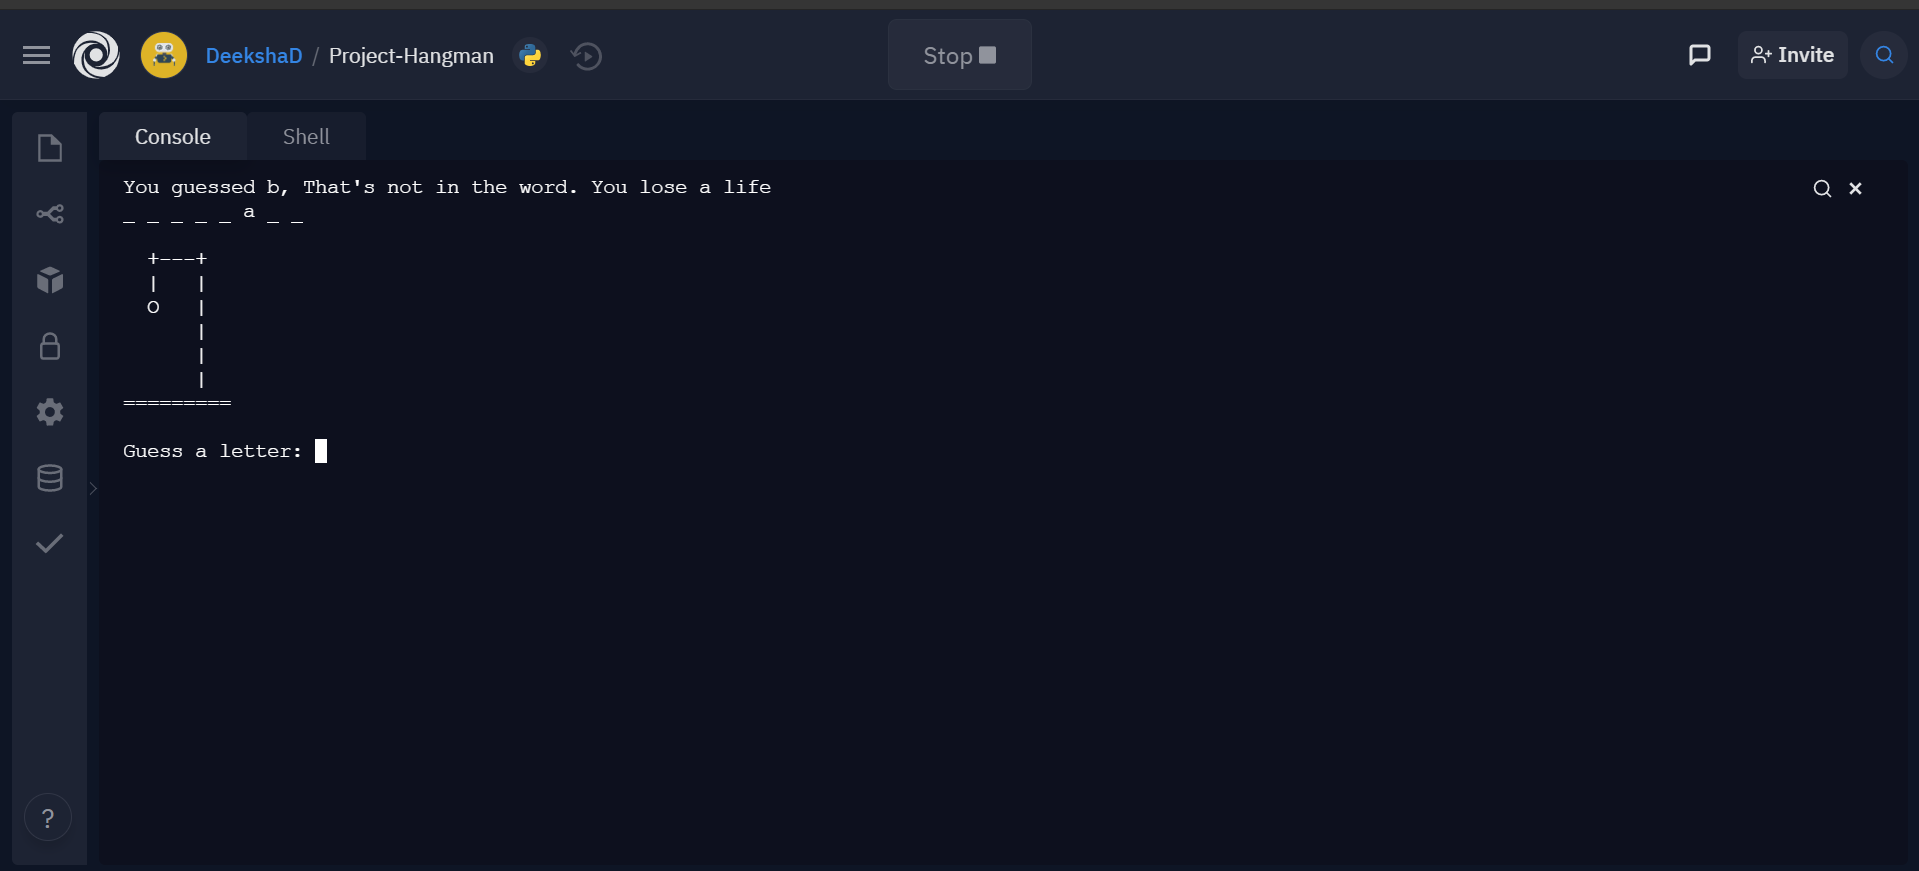 DeekshaD / Project-Hangman
Stop
Invite
Console
Shell
You guessed b, That's not in the word. You lose a life
_ _ _ _ _ a _ _
  +---+
  |   |
  O   |
      |
      |
      |
=========
Guess a letter:
?